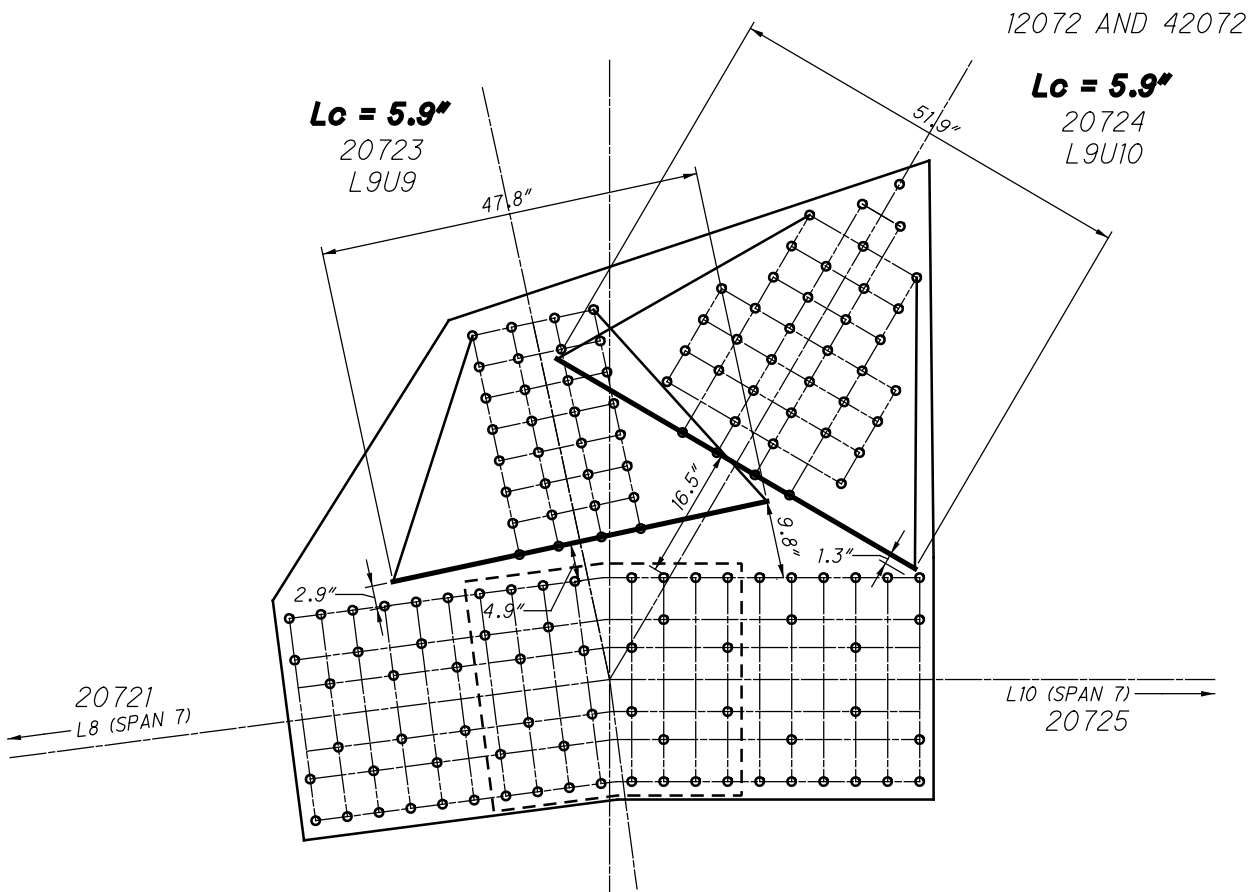 12072 AND 42072
Lc = 5.9"
20723
L9U9
Lc = 5.9"
20724
L9U10
51.9"
47.8"
16.5"
9.8"
1.3"
2.9"
4.9"
20721
L8 (SPAN 7)
L10 (SPAN 7)
20725